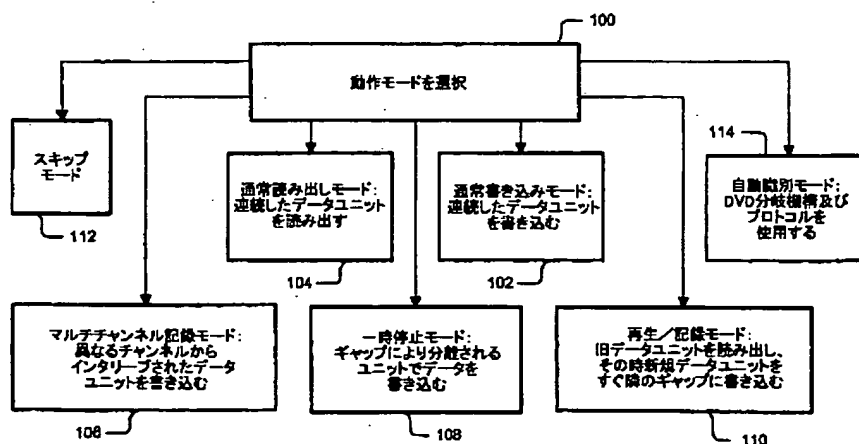 100
動作モードを選択
スキップ
モード
112
通常読み出しモード:
連続したデータユニット
を読み出す
104
通常書き込みモード:
連続したデータユニット
を書き込む
102
114
自動識別モード:
DVD分岐機構及び
プロトコルを
使用する
マルチチャンネル記録モード:
異なるチャンネルから
インタリーブされたデータ
ユニットを書き込む
106
一時停止モード:
ギャップにより分離される
ユニットでデータを
書き込む
108
再生/記録モード:
旧データユニットを読み出し、
その時新規データユニットを
すぐ隣のギャップに書き込む
110